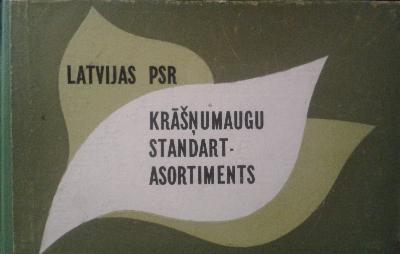 LATVIJAS PSR
KRĀŠŅUMAUGU
STANDART-
ASORTIMENTS